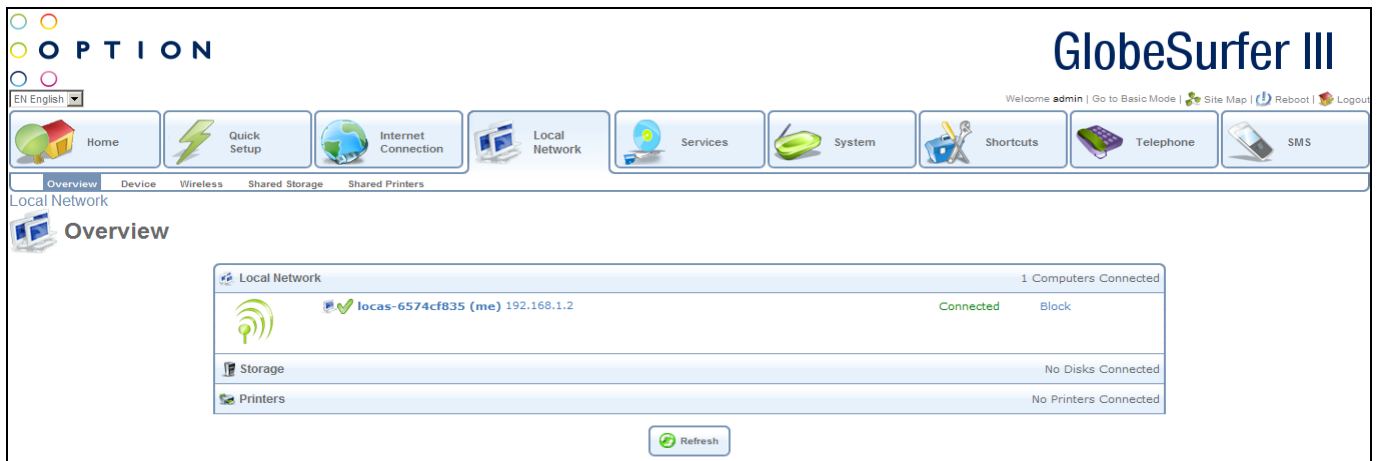 OPTION
GlobeSurfer III
EN English
Welcome admin | Go to Basic Mode | Site Map | Reboot | Logout
Home
Quick Setup
Internet Connection
Local Network
Services
System
Shortcuts
Telephone
SMS
Overview Device Wireless Shared Storage Shared Printers
Local Network
Overview
Local Network 1 Computers Connected
locas-6574cf835 (me) 192.168.1.2 Connected Block
Storage No Disks Connected
Printers No Printers Connected
Refresh